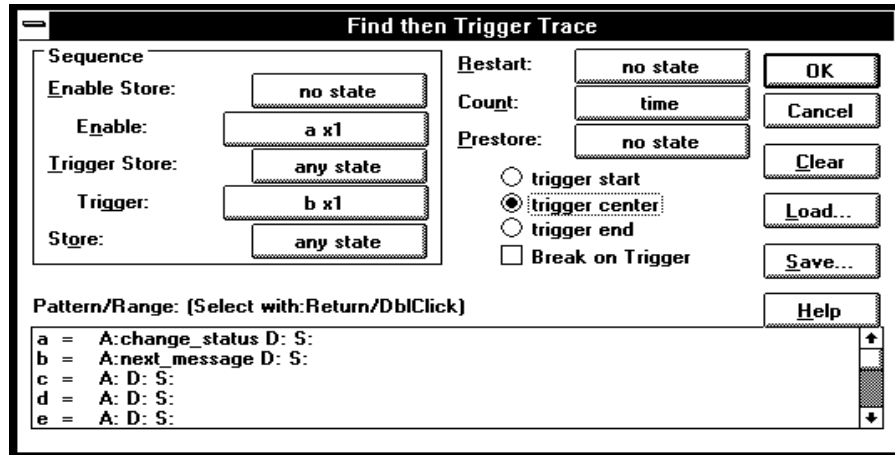 Find then Trigger Trace
Sequence
Enable Store: no state
Enable: a x1
Trigger Store: any state
Trigger: b x1
Store: any state
Restart: no state
Count: time
Prestore: no state
trigger start
trigger center
trigger end
Break on Trigger
OK
Cancel
Clear
Load...
Save...
Help
Pattern/Range: (Select with:Return/DblClick)
a = A:change_status D: S:
b = A:next_message D: S:
c = A: D: S:
d = A: D: S:
e = A: D: S: